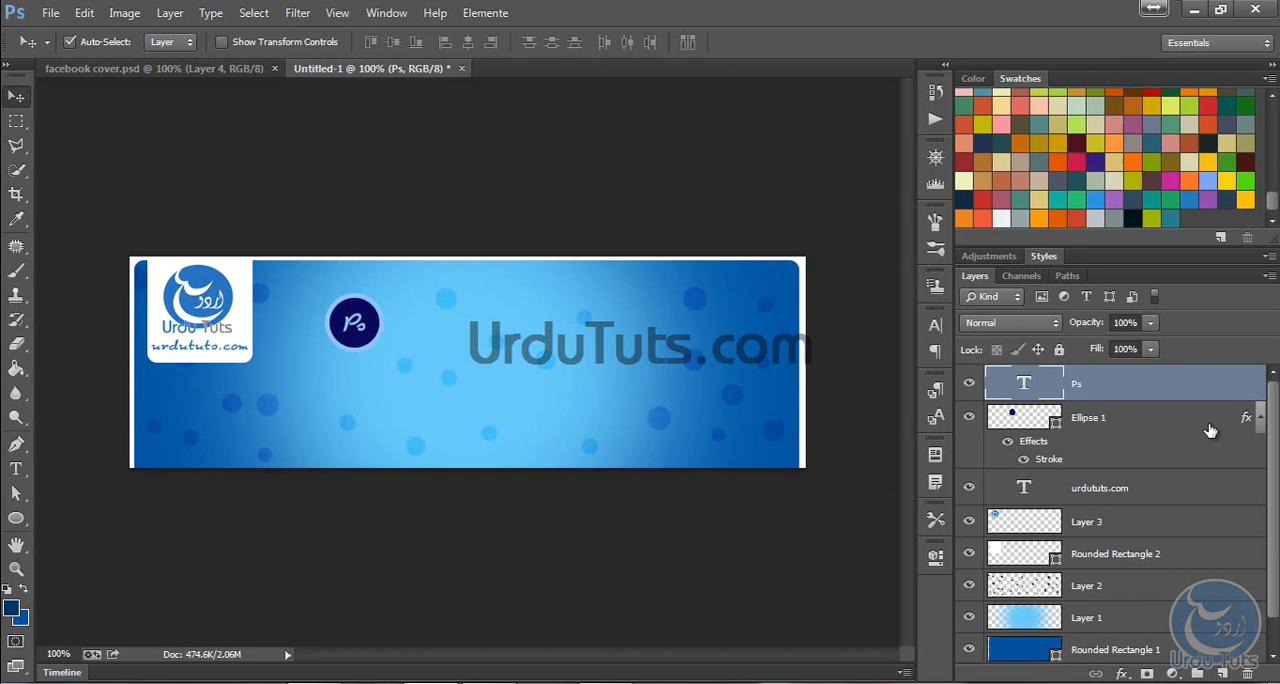 Ps File Edit Image Layer Type Select Filter View Window Help Elemente
Auto-Select: Layer Show Transform Controls Essentials
facebook cover.psd @ 100% (Layer 4, RGB/8) × Untitled-1 @ 100% (Ps, RGB/8) * ×
Color Swatches
Adjustments Styles
Layers Channels Paths
Kind
Normal Opacity: 100%
Lock: Fill: 100%
T Ps
Ellipse 1 fx
Effects
Stroke
T urdututs.com
Layer 3
Rounded Rectangle 2
Layer 2
Layer 1
Rounded Rectangle 1
اردو
Urdu Tuts
urdututs.com
Ps
UrduTuts.com
اردو
Urdu-Tuts
100% Doc: 474.6K/2.06M
Timeline
fx